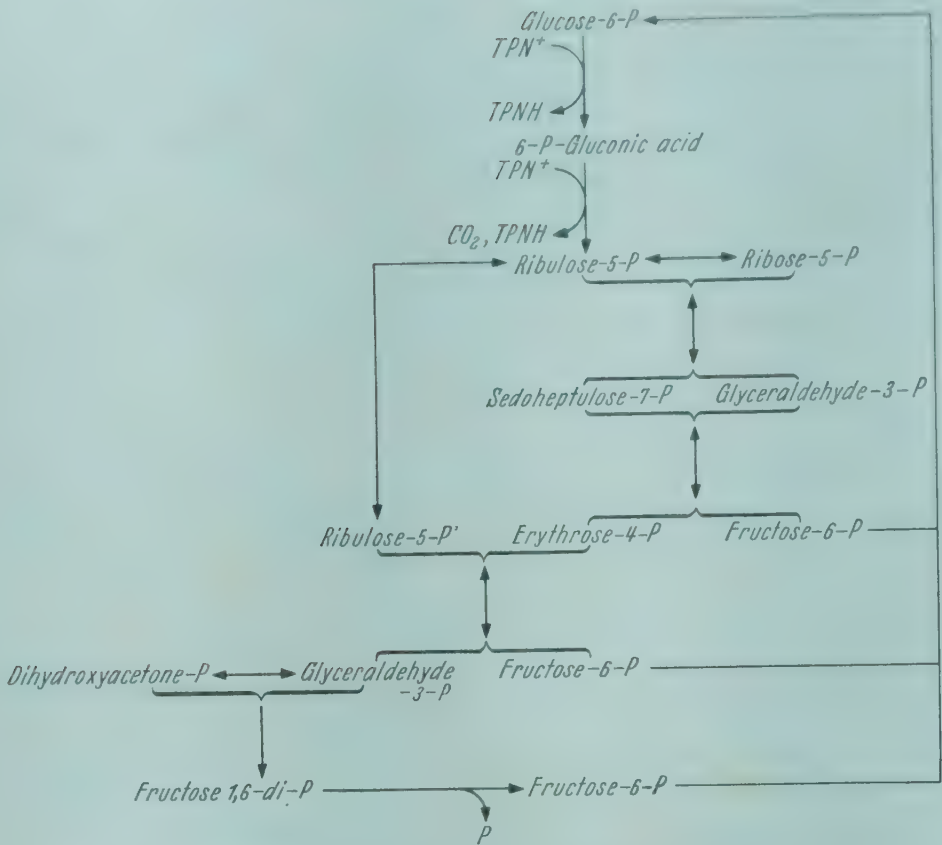 Glucose-6-P
TPN⁺
TPNH
6-P-Gluconic acid
TPN⁺
CO₂, TPNH
Ribulose-5-P Ribose-5-P
Sedoheptulose-7-P Glyceraldehyde-3-P
Ribulose-5-P' Erythrose-4-P Fructose-6-P
Dihydroxyacetone-P Glyceraldehyde Fructose-6-P
-3-P
Fructose 1,6-di-P Fructose-6-P
P